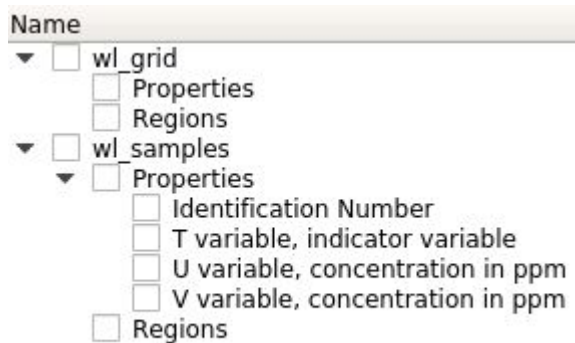 Name
wl_grid
Properties
Regions
wl_samples
Properties
Identification Number
T variable, indicator variable
U variable, concentration in ppm
V variable, concentration in ppm
Regions